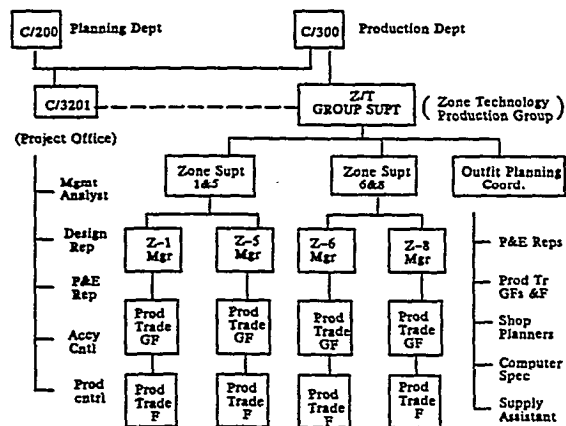 C/200
Planning Dept
C/300
Production Dept
C/3201
Z/T
GROUP SUPT
( Zone Technology
Production Group )
(Project Office)
Mgmt
Analyst
Design
Rep
P&E
Rep
Accy
Cntl
Prod
cntrl
Zone Supt
1&5
Zone Supt
6&8
Outfit Planning
Coord.
Z-1
Mgr
Z-5
Mgr
Z-6
Mgr
Z-8
Mgr
Prod
Trade
GF
Prod
Trade
GF
Prod
Trade
GF
Prod
Trade
GF
Prod
Trade
F
Prod
Trade
F
Prod
Trade
F
Prod
Trade
F
P&E Reps
Prod Tr
GFs &F
Shop
Planners
Computer
Spec
Supply
Assistant